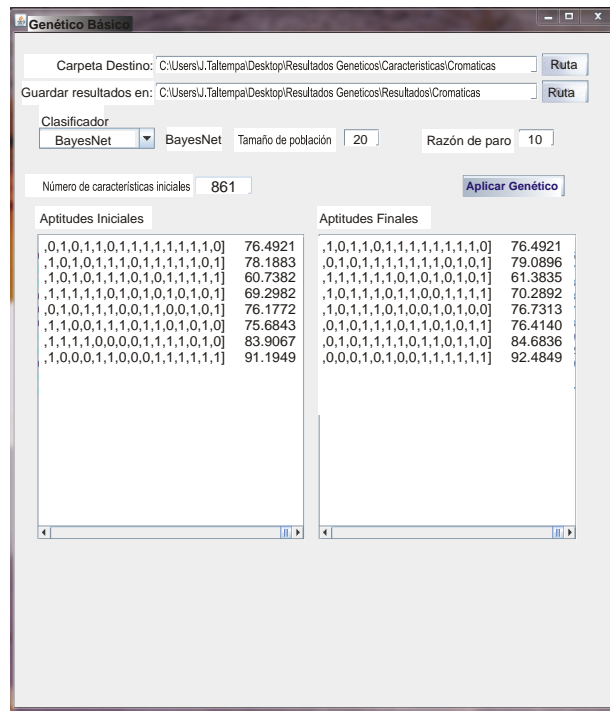 Genético Básico
Carpeta Destino: C:\Users\J.Taltempa\Desktop\Resultados Geneticos\Caracteristicas\Cromaticas Ruta
Guardar resultados en: C:\Users\J.Taltempa\Desktop\Resultados Geneticos\Resultados\Cromaticas Ruta
Clasificador
BayesNet BayesNet Tamaño de población 20 Razón de paro 10
Número de características iniciales 861 Aplicar Genético
Aptitudes Iniciales Aptitudes Finales
,0,1,0,1,1,0,1,1,1,1,1,1,1,1,0] 76.4921 ,1,0,1,1,0,1,1,1,1,1,1,1,1,0] 76.4921
,1,0,1,0,1,1,1,0,1,1,1,1,1,0,1] 78.1883 ,0,1,0,1,1,1,0,1,1,1,1,1,0,1] 79.0896
,1,0,1,0,1,1,0,1,0,1,1,1,1,1] 60.7382 ,1,1,1,1,1,1,0,1,0,1,0,1,0,1] 61.3835
,1,1,1,1,1,0,1,0,1,0,1,0,1,0,1] 69.2982 ,1,0,1,1,1,0,1,1,0,0,1,1,1,1] 70.2892
,0,1,0,1,1,1,0,0,1,1,0,0,1,0,1] 76.1772 ,1,0,1,0,1,1,1,0,0,1,0,1,0,0] 76.7313
,1,1,0,0,1,1,1,0,1,1,0,1,0,1,0] 75.6843 ,0,1,0,1,0,1,1,0,1,1,0,1,1,1] 76.4140
,1,1,1,1,0,0,0,0,1,1,1,1,0,1,0] 83.9067 ,0,1,0,1,1,1,1,0,1,1,0,1,1,0] 84.6836
,1,0,0,0,1,1,0,0,0,1,1,1,1,1,1] 91.1949 ,0,0,0,1,0,1,0,0,1,1,1,1,1,1] 92.4849